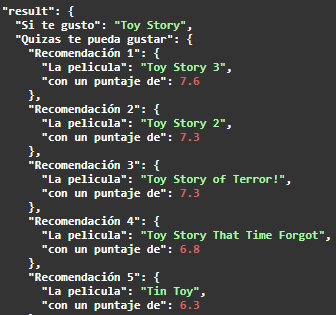 "result": {
"Si te gusto": "Toy Story",
"Quizas te pueda gustar": {
"Recomendación 1": {
"La pelicula": "Toy Story 3",
"con un puntaje de": 7.6
},
"Recomendación 2": {
"La pelicula": "Toy Story 2",
"con un puntaje de": 7.3
},
"Recomendación 3": {
"La pelicula": "Toy Story of Terror!",
"con un puntaje de": 7.3
},
"Recomendación 4": {
"La pelicula": "Toy Story That Time Forgot",
"con un puntaje de": 6.8
},
"Recomendación 5": {
"La pelicula": "Tin Toy",
"con un puntaje de": 6.3